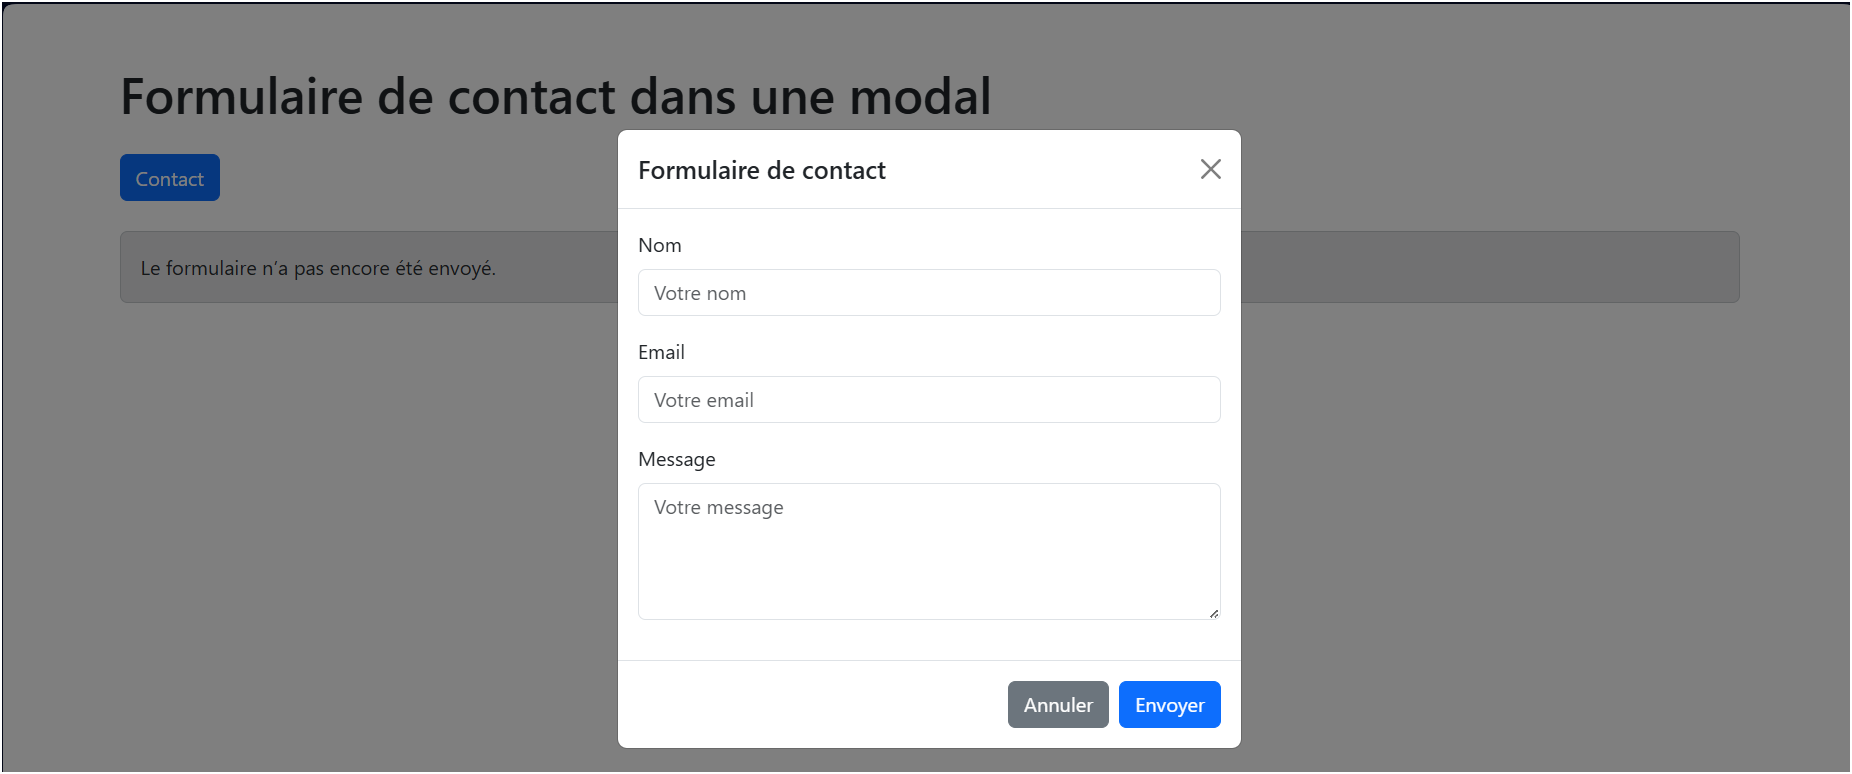 Formulaire de contact dans une modal
Contact
Le formulaire n’a pas encore été envoyé.
Formulaire de contact
Nom
Votre nom
Email
Votre email
Message
Votre message
Annuler
Envoyer